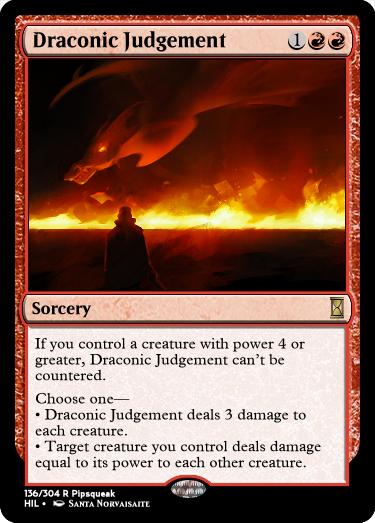 Draconic Judgement 1
Sorcery
If you control a creature with power 4 or
greater, Draconic Judgement can't be
countered.
Choose one—
• Draconic Judgement deals 3 damage to
each creature.
• Target creature you control deals damage
equal to its power to each other creature.
136/304 R Pipsqueak
HIL • Santa Norvaisaite